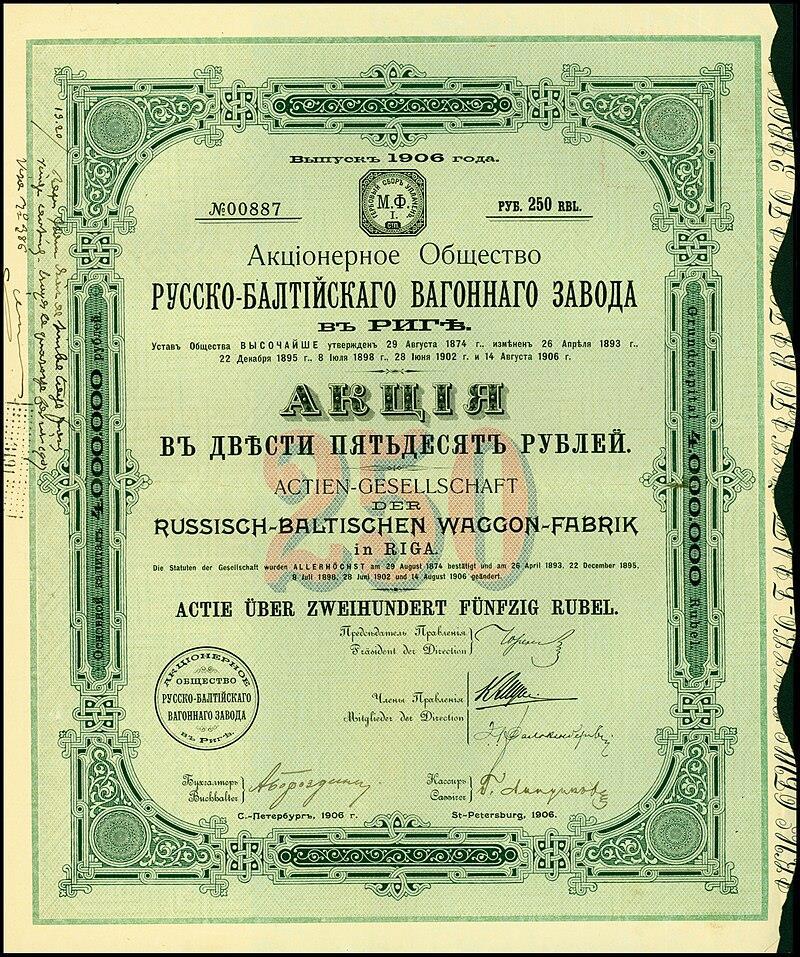 Выпускъ 1906 года.
№00887
РУБ. 250 RBL.
ГЕРБОВЫЙ СБОРЪ УПЛАЧЕНЪ
М.Ф.
I.
Акціонерное Общество
РУССКО-БАЛТІЙСКАГО ВАГОННАГО ЗАВОДА
ВЪ РИГѢ.
Уставъ Общества ВЫСОЧАЙШЕ утвержденъ 29 Августа 1874 г., измѣненъ 26 Апрѣля 1893 г.,
22 Декабря 1895 г., 8 Іюля 1898 г., 28 Іюня 1902 г. и 14 Августа 1906 г.
АКЦІЯ
ВЪ ДВѢСТИ ПЯТЬДЕСЯТЪ РУБЛЕЙ.
250
ACTIEN-GESELLSCHAFT
DER
RUSSISCH-BALTISCHEN WAGGON-FABRIK
in RIGA.
Die Statuten der Gesellschaft wurden ALLERHÖCHST am 29 August 1874 bestätigt und am 26 April 1893, 22 December 1895,
8 Juli 1898, 28 Juni 1902 und 14 August 1906 geändert.
ACTIE ÜBER ZWEIHUNDERT FÜNFZIG RUBEL.
Предсѣдатель Правленія
Präsident der Direction
Члены Правленія
Mitglieder der Direction
АКЦІОНЕРНОЕ
ОБЩЕСТВО
РУССКО-БАЛТІЙСКАГО
ВАГОННАГО ЗАВОДА
въ Ригѣ.
Бухгалтеръ
Buchhalter
Кассиръ
Cassirer
С.-Петербургъ, 1906 г.
St-Petersburg, 1906.
Основной капиталъ 4.000.000 рублей.
Grundcapital 4.000.000 Rubel.